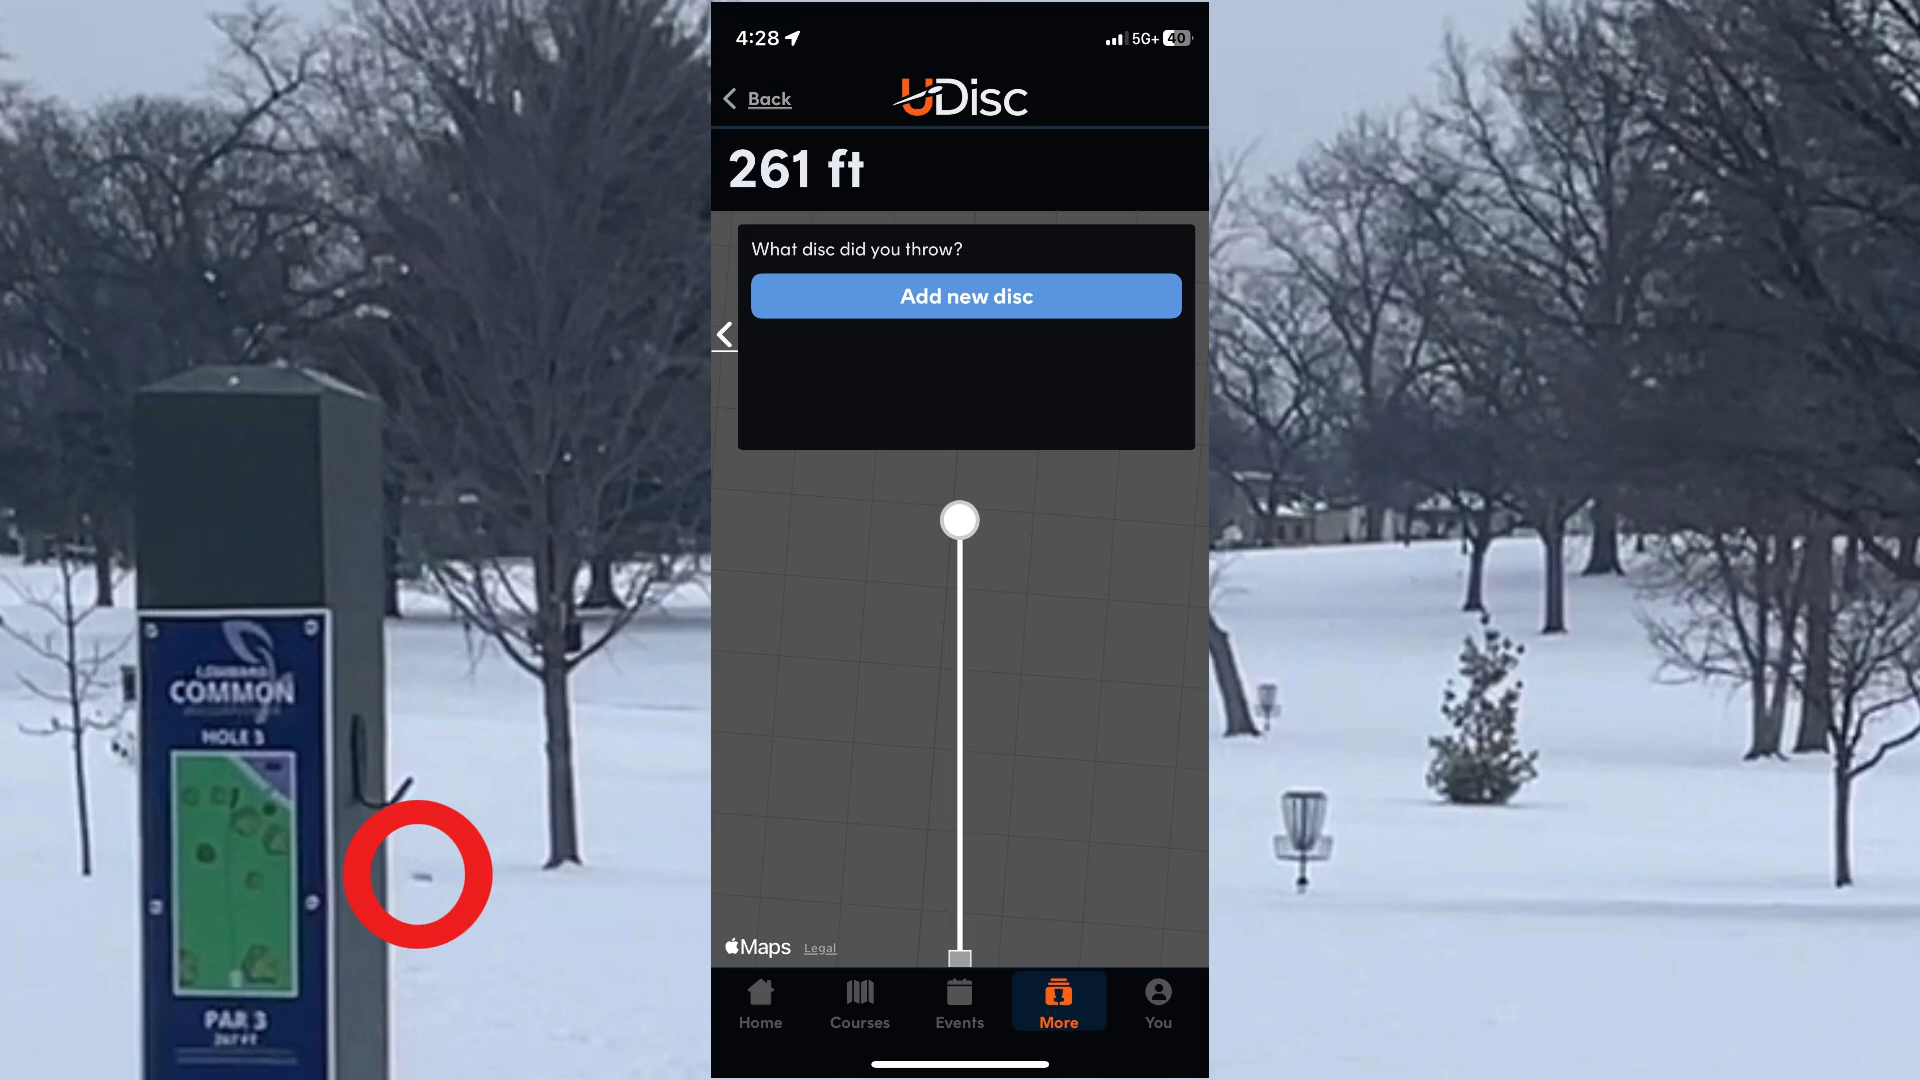 4:28
5G+ 40
Back
UDisc
261 ft
What disc did you throw?
Add new disc
Maps Legal
Home Courses Events More You
LOMBARD
COMMON
HOLE 3
PAR 3